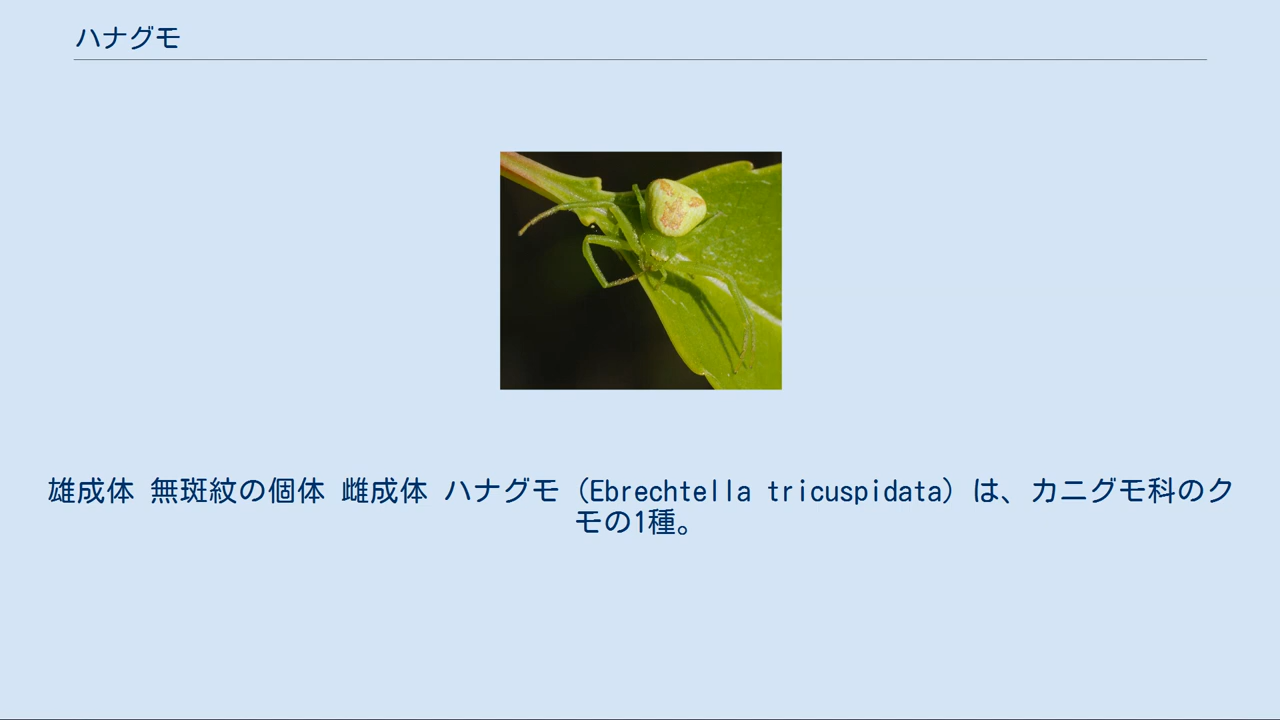 ハナグモ
雄成体 無斑紋の個体 雌成体 ハナグモ（Ebrechtella tricuspidata）は、カニグモ科のク
モの1種。